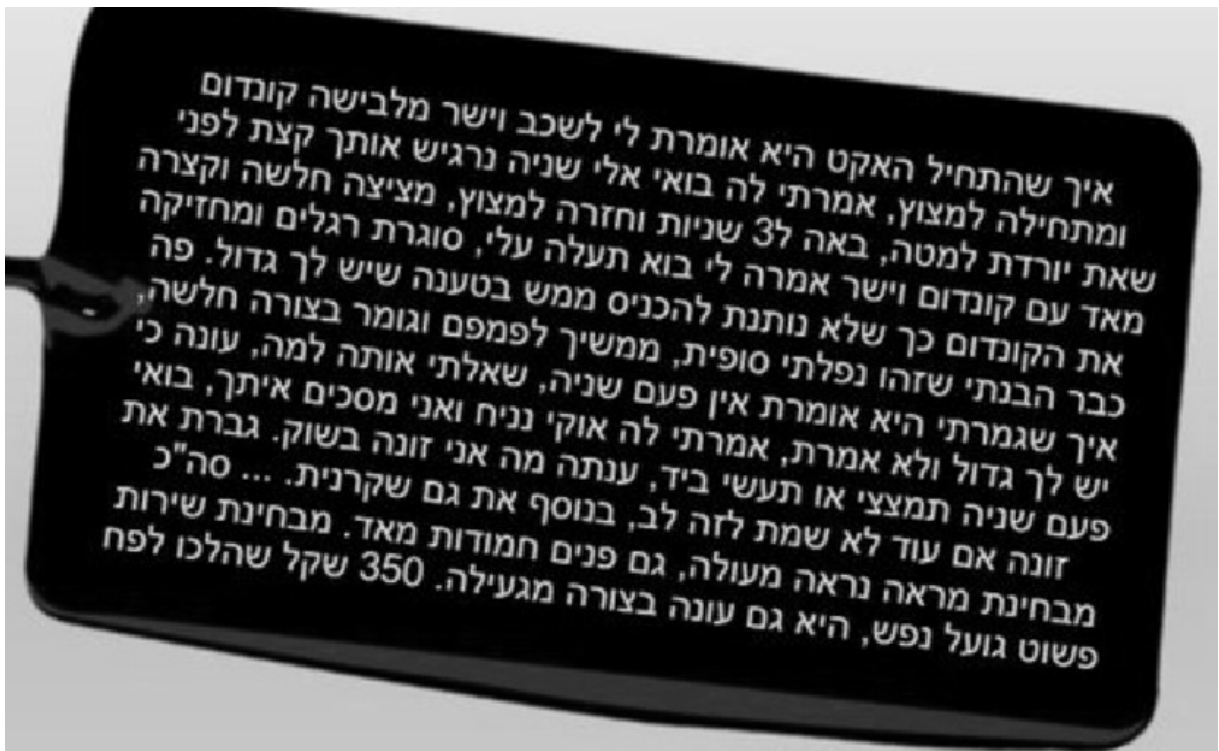 איך שהתחיל האקט היא אומרת לי לשכב וישר מלבישה קונדום
ומתחילה למצוץ, אמרתי לה בואי אלי שניה נרגיש אותך קצת לפני
שאת יורדת למטה, באה ל3 שניות וחזרה למצוץ, מציצה חלשה וקצרה
מאד עם קונדום וישר אמרה לי בוא תעלה עלי, סוגרת רגלים ומחזיקה
את הקונדום כך שלא נותנת להכניס ממש בטענה שיש לך גדול. פה
כבר הבנתי שזהו נפלתי סופית, ממשיך לפמפם וגומר בצורה חלשה,
איך שגמרתי היא אומרת אין פעם שניה, שאלתי אותה למה, עונה כי
יש לך גדול ולא אמרת, אמרתי לה אוקי נניח ואני מסכים איתך, בואי
פעם שניה תמצצי או תעשי ביד, ענתה מה אני זונה בשוק. גברת את
זונה אם עוד לא שמת לזה לב, בנוסף את גם שקרנית. ... סה"כ
מבחינת מראה נראה מעולה, גם פנים חמודות מאד. מבחינת שירות
פשוט גועל נפש, היא גם עונה בצורה מגעילה. 350 שקל שהלכו לפח